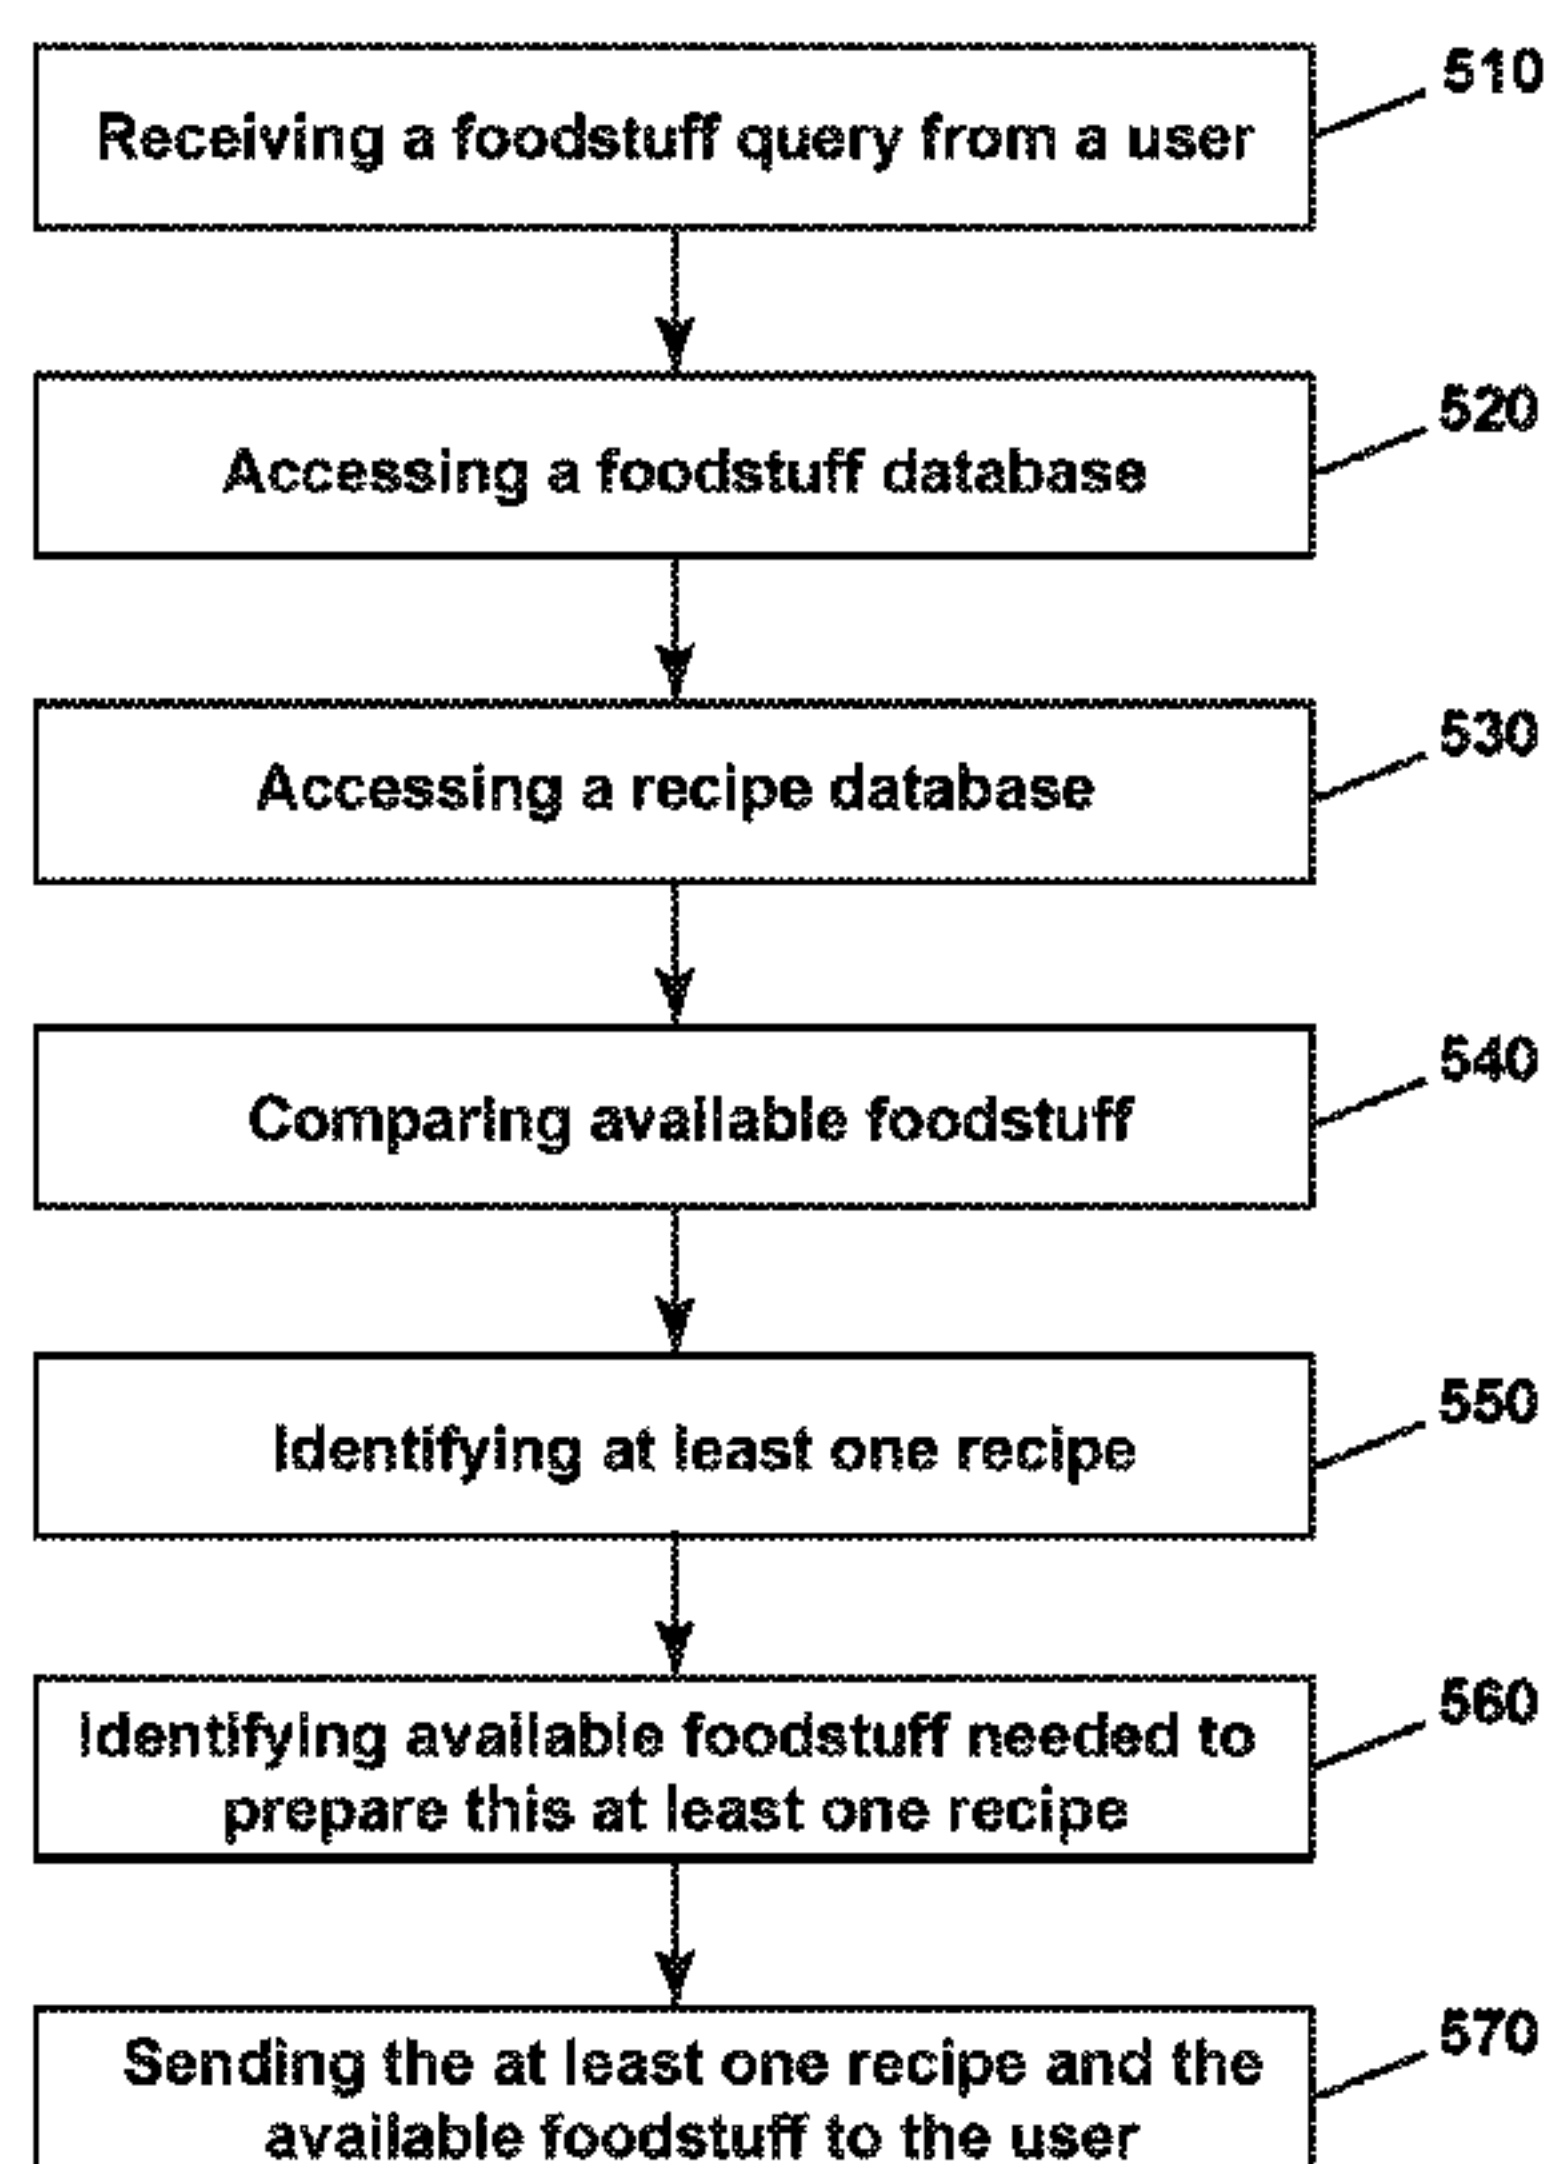 510
Receiving a foodstuff query from a user
520
Accessing a foodstuff database
530
Accessing a recipe database
540
Comparing available foodstuff
550
Identifying at least one recipe
560
Identifying available foodstuff needed to
prepare this at least one recipe
570
Sending the at least one recipe and the
available foodstuff to the user